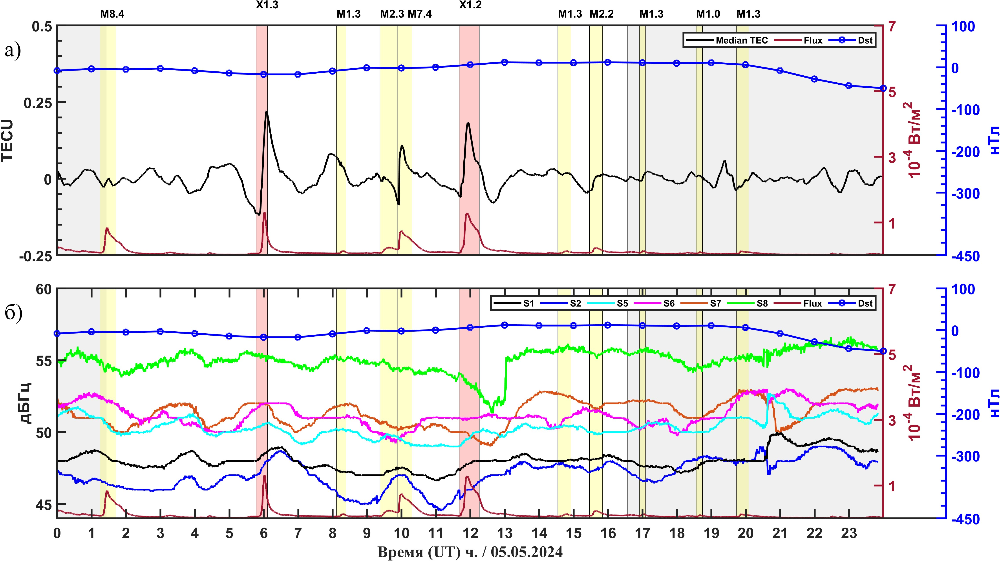 X1.3 X1.2
M8.4 M1.3 M2.3 M7.4 M1.3 M2.2 M1.3 M1.0 M1.3
а)
TECU
0.5
0.25
0
-0.25
Median TEC Flux Dst
7
5
3
1
10-4 Вт/м2
100
0
-100
-200
-300
-450
нТл
б)
дБГц
60
55
50
45
S1 S2 S5 S6 S7 S8 Flux Dst
7
5
3
1
10-4 Вт/м2
100
0
-100
-200
-300
-450
нТл
0 1 2 3 4 5 6 7 8 9 10 11 12 13 14 15 16 17 18 19 20 21 22 23
Время (UT) ч. / 05.05.2024